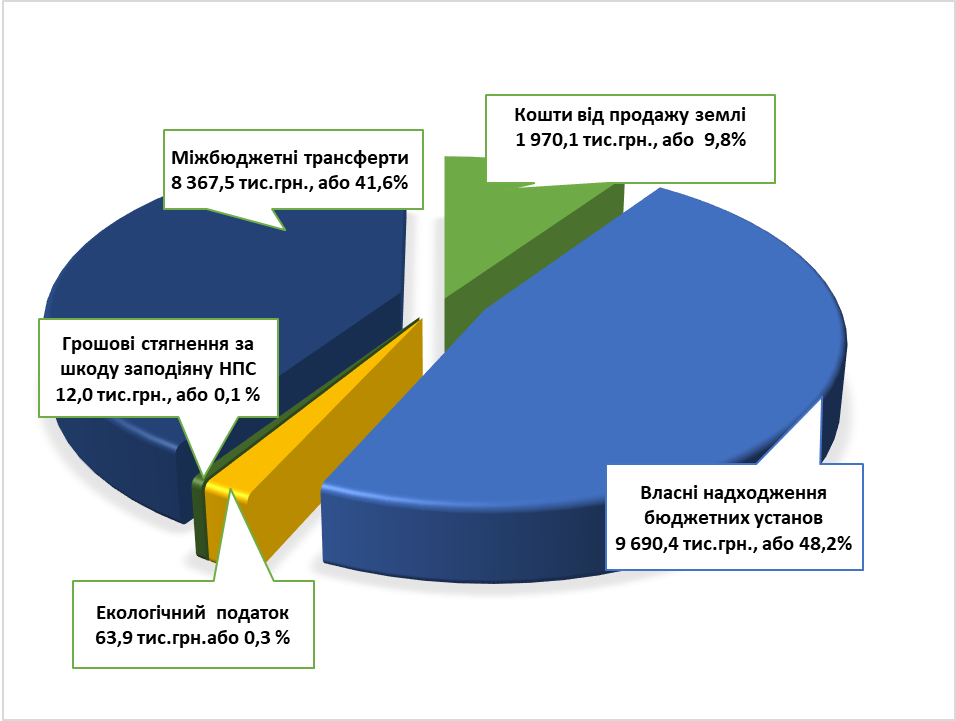 Кошти від продажу землі
1 970,1 тис.грн., або 9,8%
Міжбюджетні трансферти
8 367,5 тис.грн., або 41,6%
Грошові стягнення за
шкоду заподіяну НПС
12,0 тис.грн., або 0,1 %
Власні надходження
бюджетних установ
9 690,4 тис.грн., або 48,2%
Екологічний податок
63,9 тис.грн.або 0,3 %